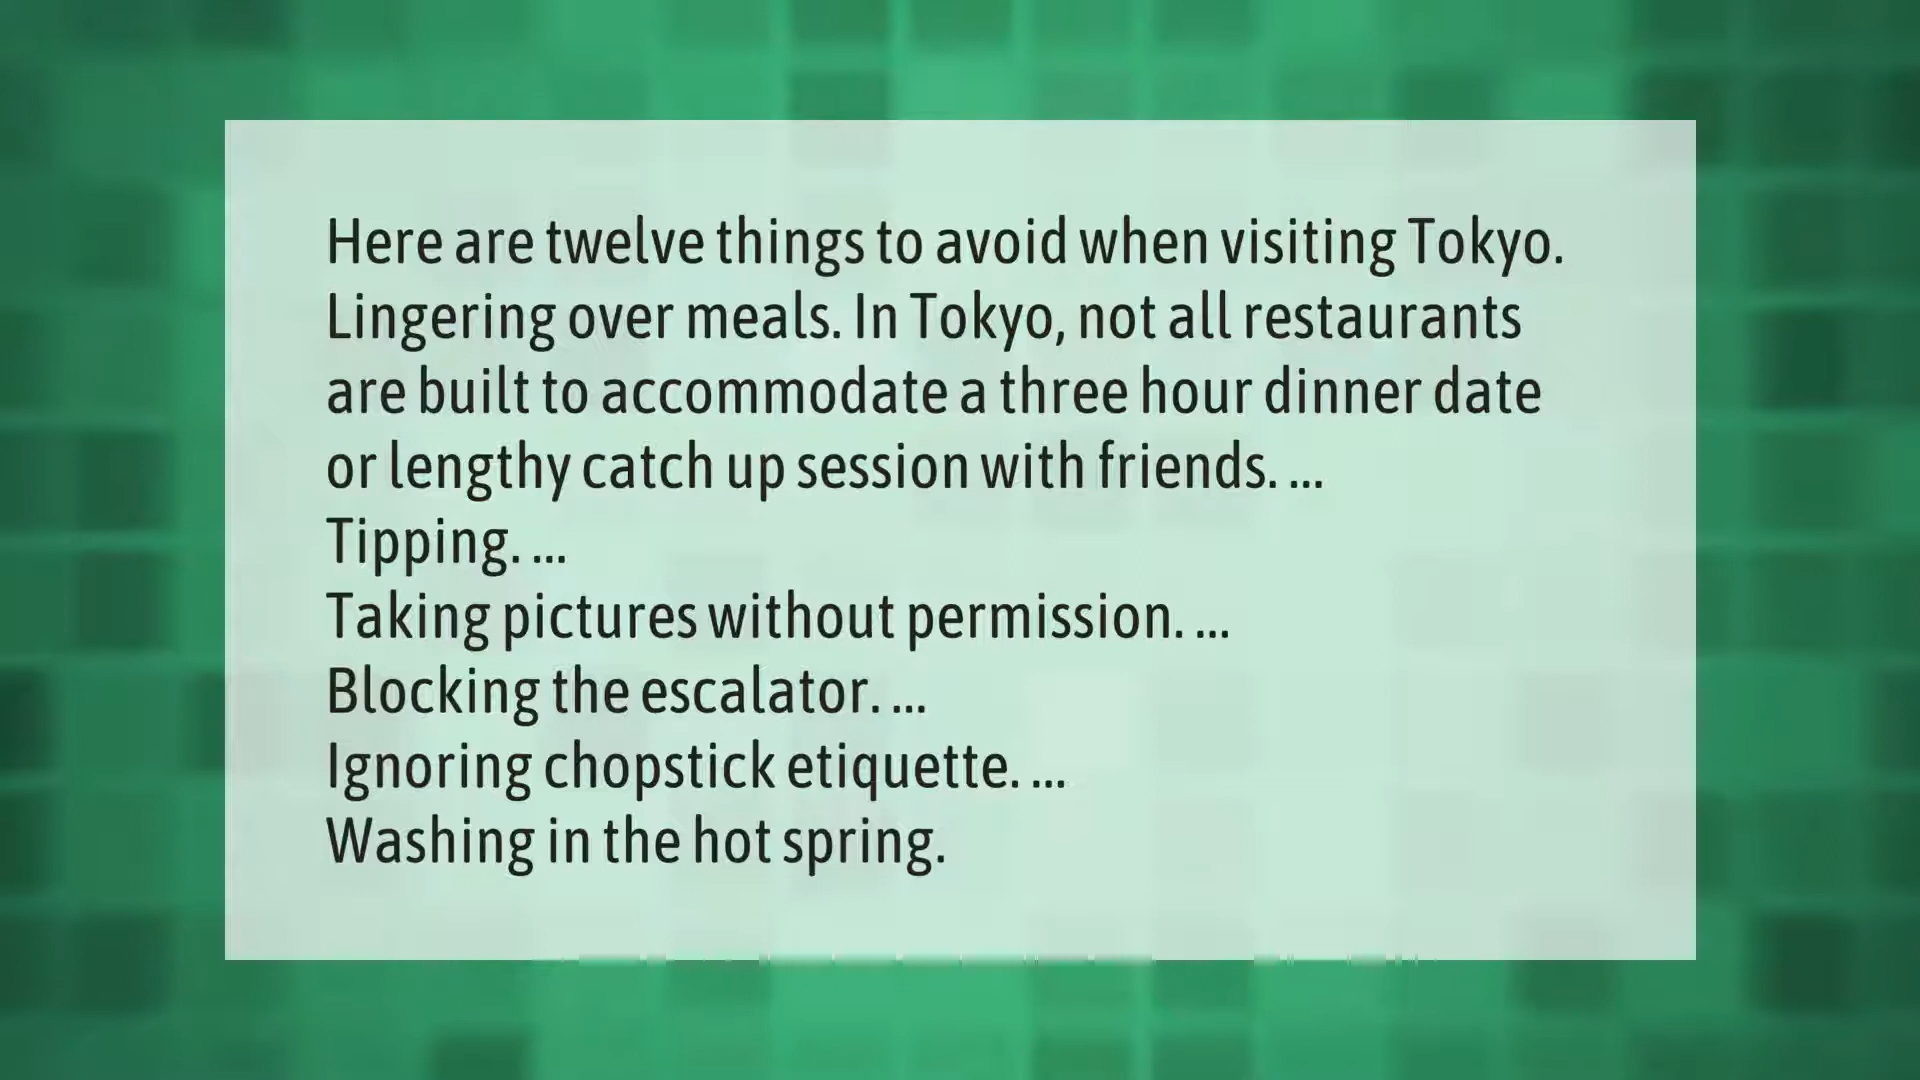 Here are twelve things to avoid when visiting Tokyo.
Lingering over meals. In Tokyo, not all restaurants
are built to accommodate a three hour dinner date
or lengthy catch up session with friends. ...
Tipping. ...
Taking pictures without permission. ...
Blocking the escalator. ...
Ignoring chopstick etiquette. ...
Washing in the hot spring.